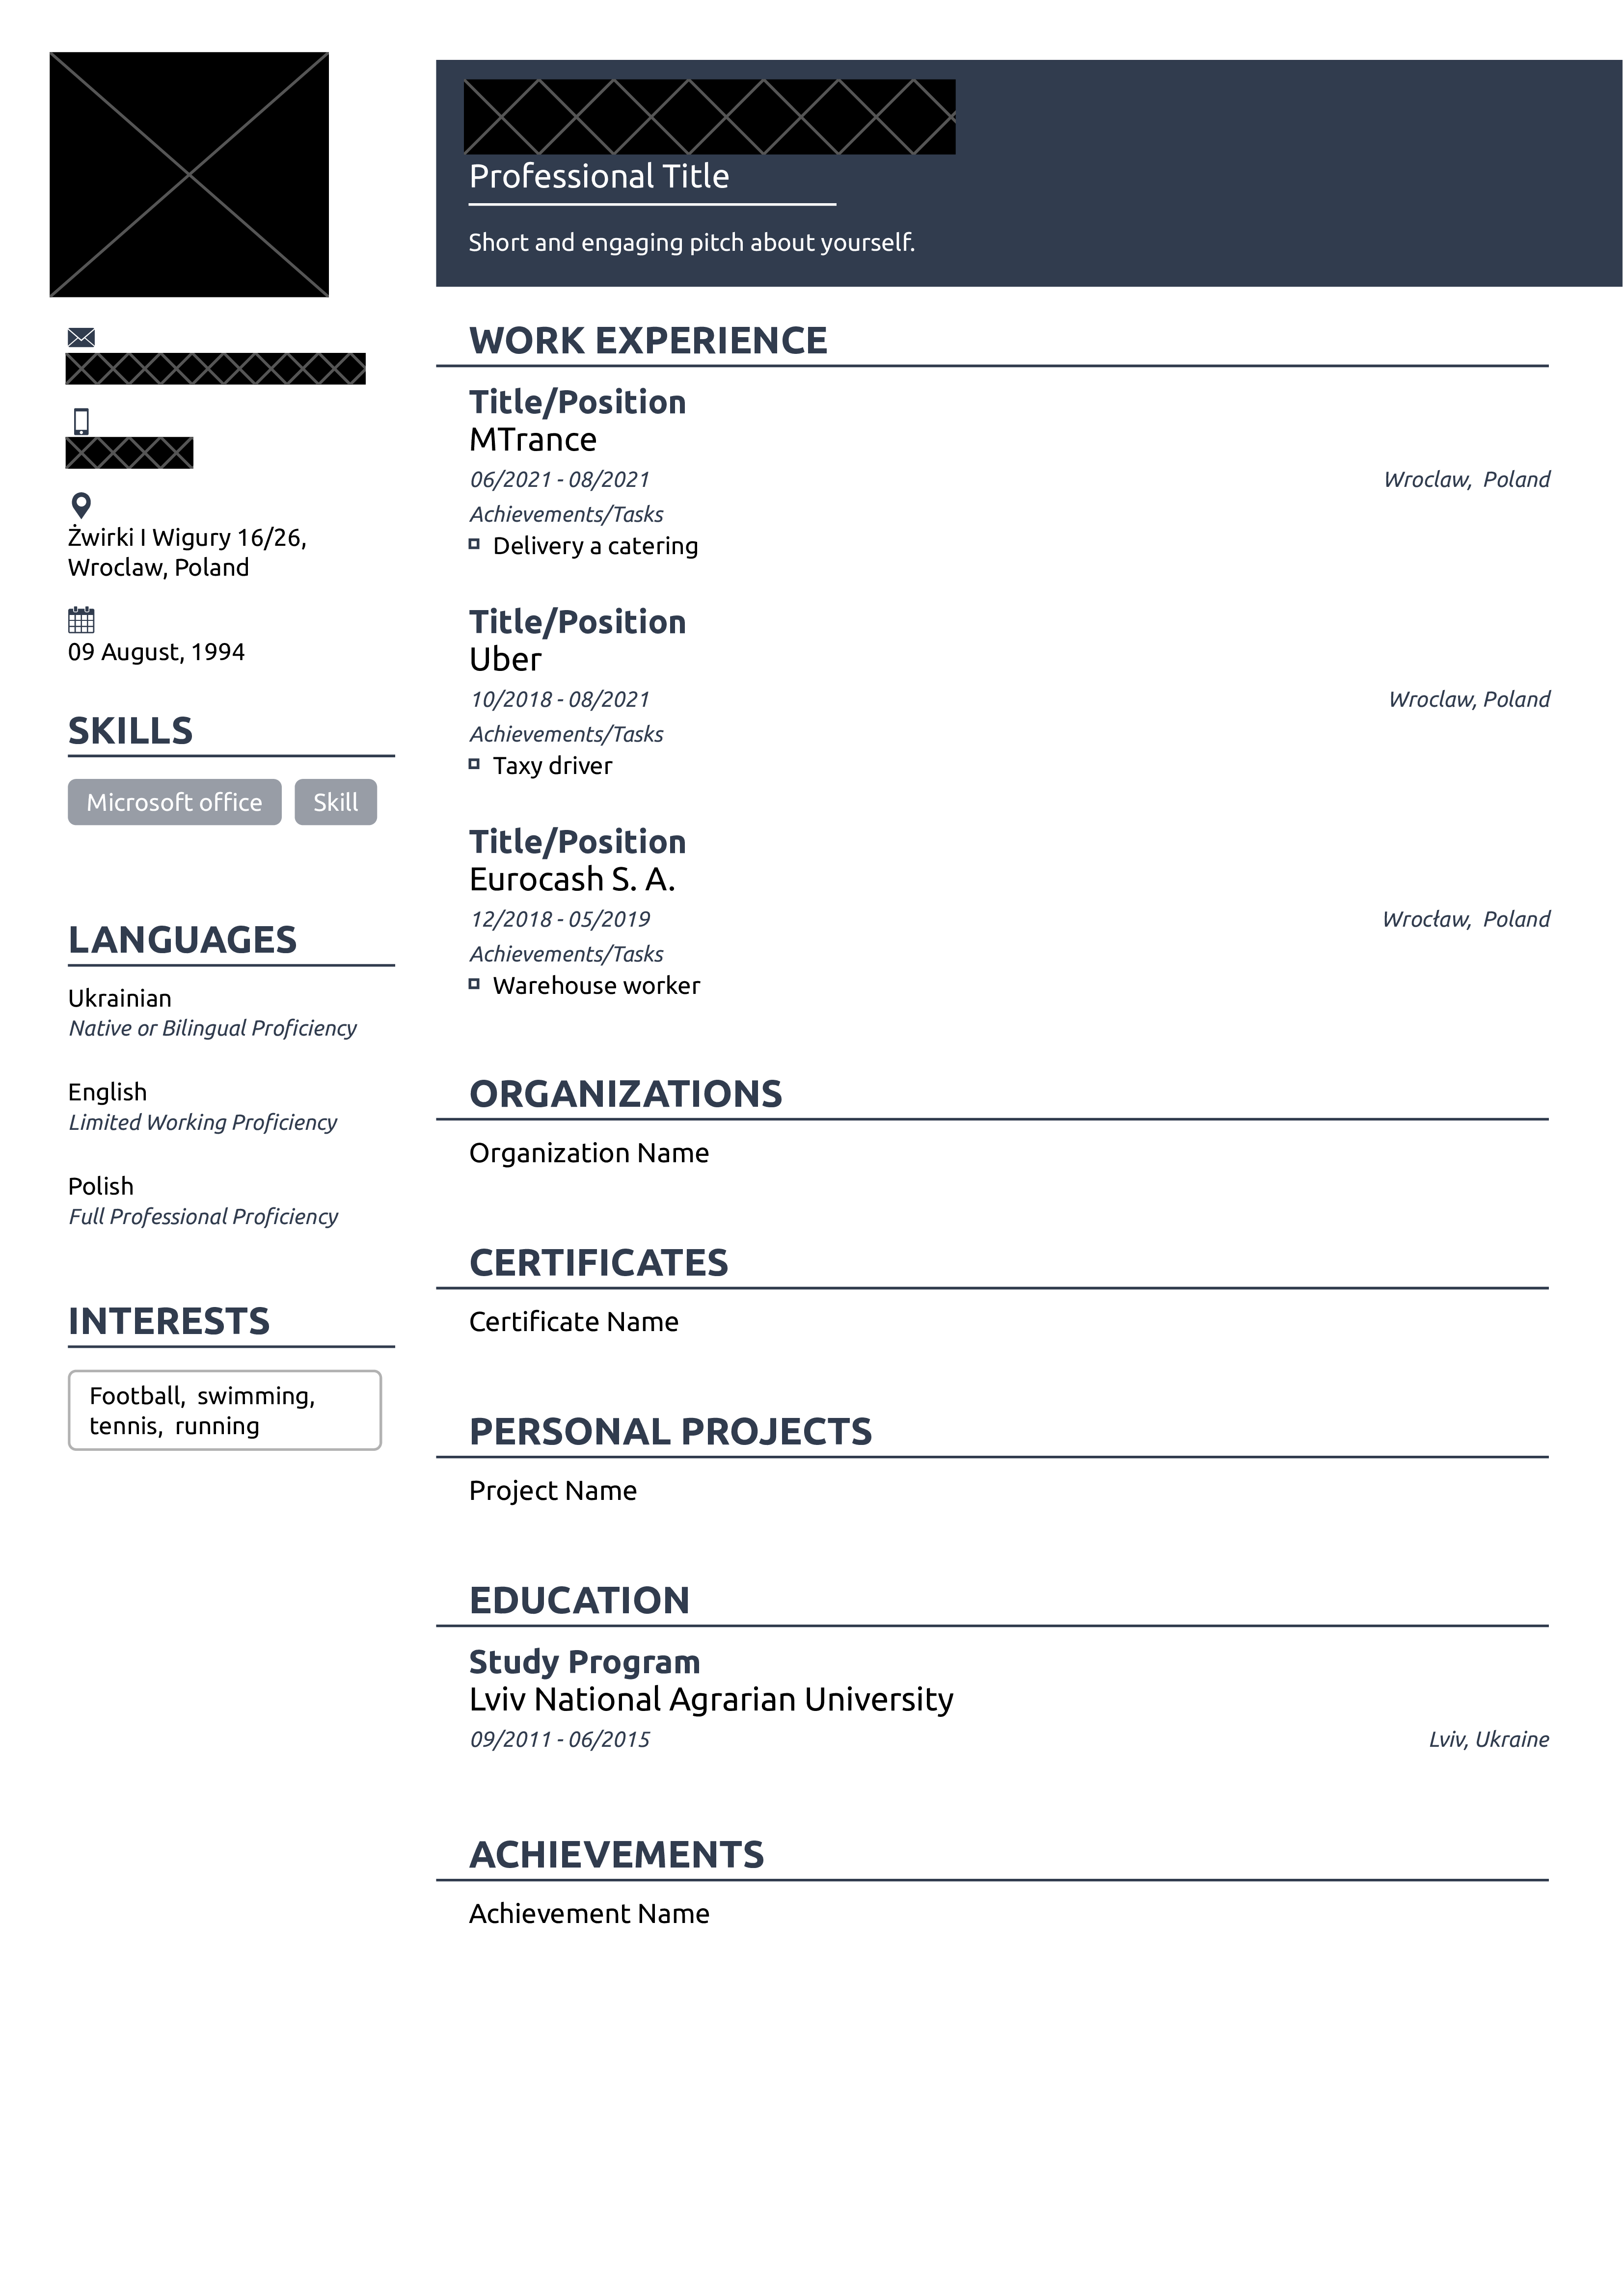 Professional Title
Short and engaging pitch about yourself.
Żwirki I Wigury 16/26,
Wroclaw, Poland
09 August, 1994
SKILLS
Microsoft office
Skill
LANGUAGES
Ukrainian
Native or Bilingual Proficiency
English
Limited Working Proficiency
Polish
Full Professional Proficiency
INTERESTS
Football, swimming,
tennis, running
WORK EXPERIENCE
Title/Position
MTrance
06/2021 - 08/2021
Wroclaw, Poland
Achievements/Tasks
Delivery a catering
Title/Position
Uber
10/2018 - 08/2021
Wroclaw, Poland
Achievements/Tasks
Taxy driver
Title/Position
Eurocash S. A.
12/2018 - 05/2019
Wrocław, Poland
Achievements/Tasks
Warehouse worker
ORGANIZATIONS
Organization Name
CERTIFICATES
Certificate Name
PERSONAL PROJECTS
Project Name
EDUCATION
Study Program
Lviv National Agrarian University
09/2011 - 06/2015
Lviv, Ukraine
ACHIEVEMENTS
Achievement Name